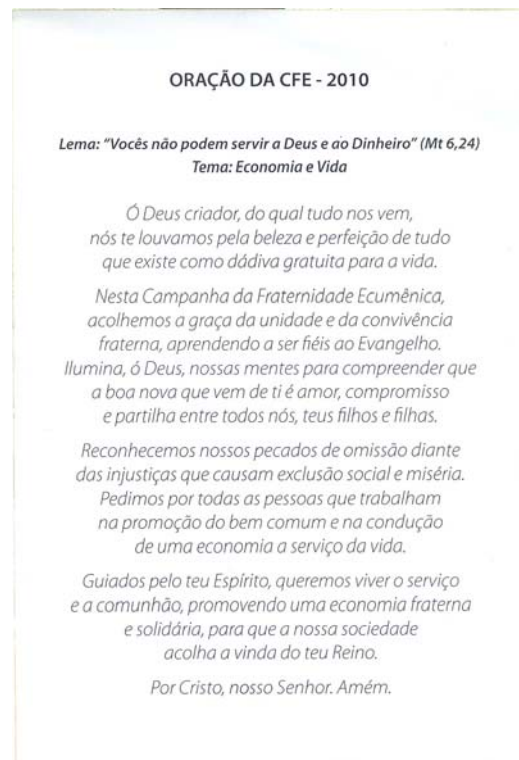 ORAÇÃO DA CFE - 2010
Lema: “Vocês não podem servir a Deus e ao Dinheiro” (Mt 6,24)
Tema: Economia e Vida
Ó Deus criador, do qual tudo nos vem,
nós te louvamos pela beleza e perfeição de tudo
que existe como dádiva gratuita para a vida.
Nesta Campanha da Fraternidade Ecumênica,
acolhemos a graça da unidade e da convivência
fraterna, aprendendo a ser fiéis ao Evangelho.
Ilumina, ó Deus, nossas mentes para compreender que
a boa nova que vem de ti é amor, compromisso
e partilha entre todos nós, teus filhos e filhas.
Reconhecemos nossos pecados de omissão diante
das injustiças que causam exclusão social e miséria.
Pedimos por todas as pessoas que trabalham
na promoção do bem comum e na condução
de uma economia a serviço da vida.
Guiados pelo teu Espírito, queremos viver o serviço
e a comunhão, promovendo uma economia fraterna
e solidária, para que a nossa sociedade
acolha a vinda do teu Reino.
Por Cristo, nosso Senhor. Amém.